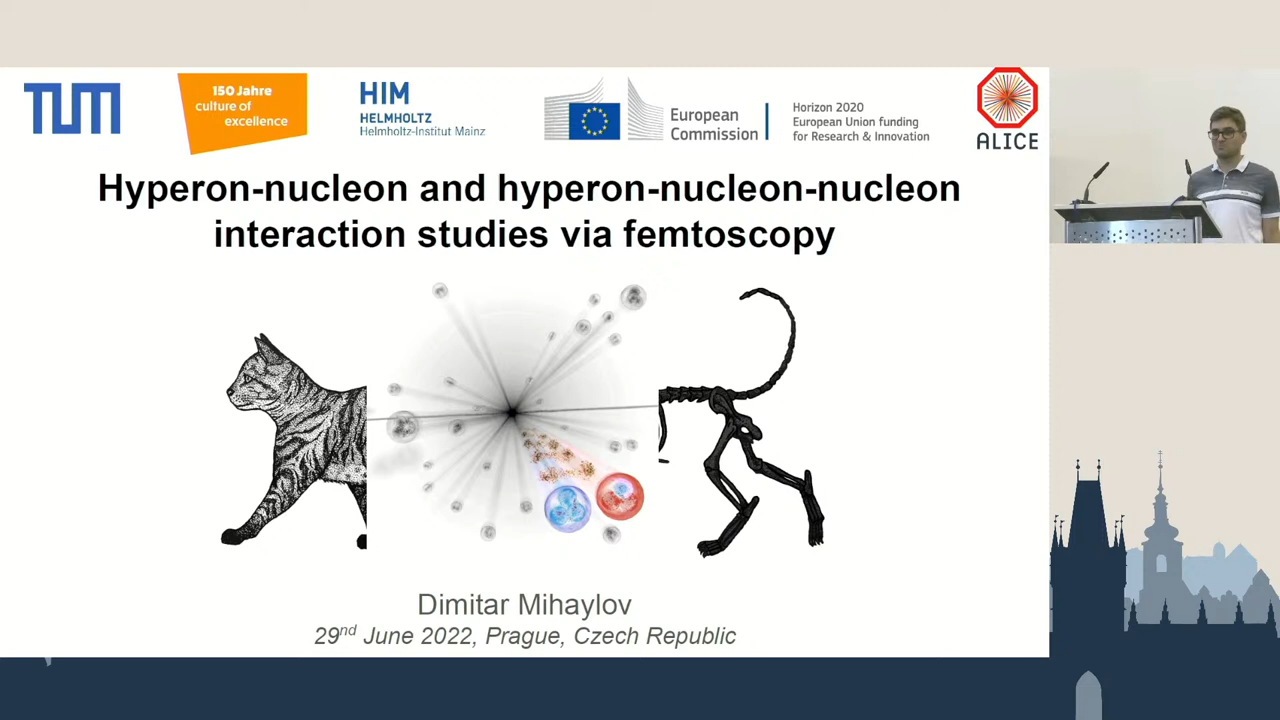 TUM
150 Jahre
culture of
excellence
HIM
HELMHOLTZ
Helmholtz-Institut Mainz
European
Commission
Horizon 2020
European Union funding
for Research & Innovation
ALICE
Hyperon-nucleon and hyperon-nucleon-nucleon
interaction studies via femtoscopy
Dimitar Mihaylov
29nd June 2022, Prague, Czech Republic